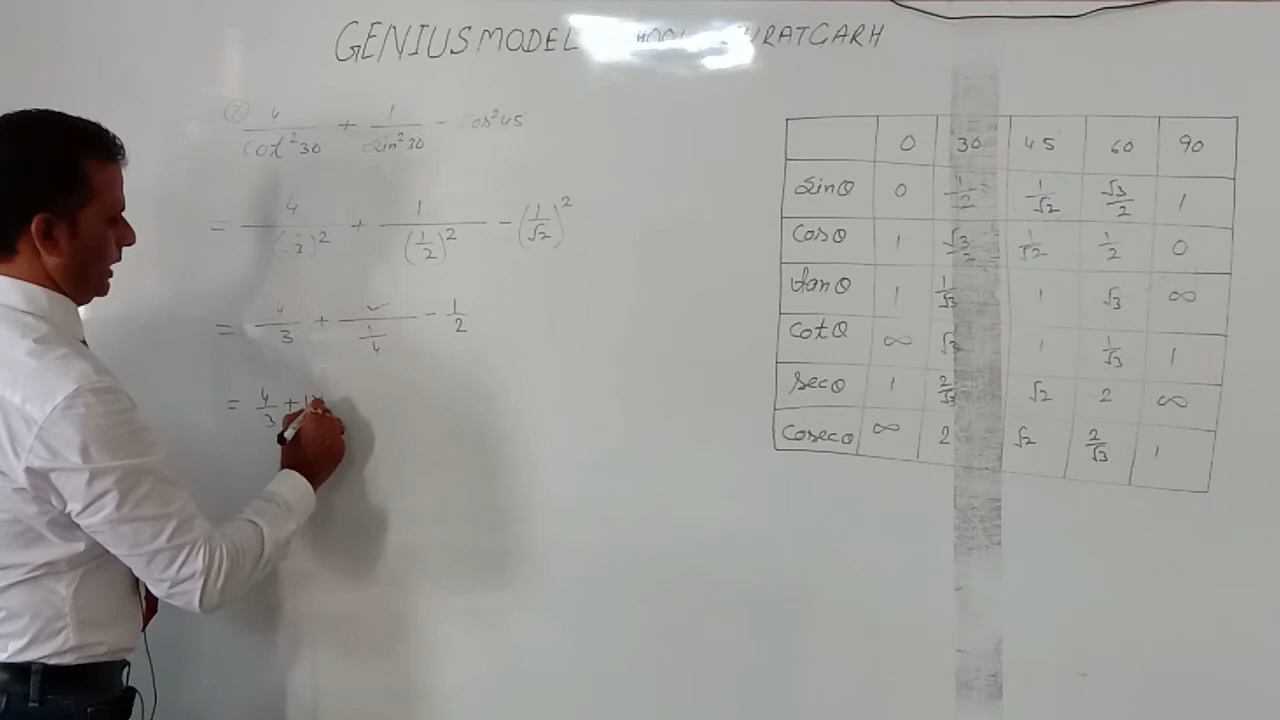 GENIUS MODEL URATGARH
7) 4/cot²30 + 1/sin²30 - cos²45
= 4/( 3)² + 1/(1/2)² - (1/√2)²
= 4/3 + /(1/4) - 1/2
= 4/3 +
0 30 45 60 90
sinθ 0 1/2 1/√2 √3/2 1
cosθ 1 √3/2 1/√2 1/2 0
tanθ 1 1/√3 1 √3 ∞
cotθ ∞ √3 1 1/√3 1
secθ 1 2/√3 √2 2 ∞
cosecθ ∞ 2 √2 2/√3 1